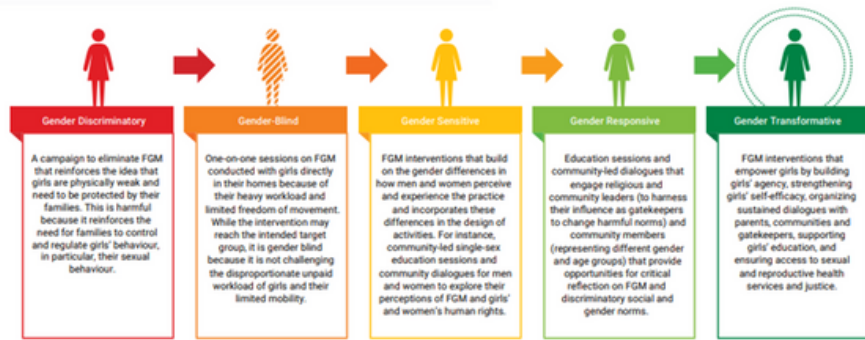 Gender Discriminatory
A campaign to eliminate FGM
that reinforces the idea that
girls are physically weak and
need to be protected by their
families. This is harmful
because it reinforces the
need for families to control
and regulate girls' behaviour,
in particular, their sexual
behaviour.
Gender-Blind
One-on-one sessions on FGM
conducted with girls directly
in their homes because of
their heavy workload and
limited freedom of movement.
While the intervention may
reach the intended target
group, it is gender blind
because it is not challenging
the disproportionate unpaid
workload of girls and their
limited mobility.
Gender Sensitive
FGM interventions that build
on the gender differences in
how men and women perceive
and experience the practice
and incorporates these
differences in the design of
activities. For instance,
community-led single-sex
education sessions and
community dialogues for men
and women to explore their
perceptions of FGM and girls'
and women's human rights.
Gender Responsive
Education sessions and
community-led dialogues that
engage religious and
community leaders (to harness
their influence as gatekeepers
to change harmful norms) and
community members
(representing different gender
and age groups) that provide
opportunities for critical
reflection on FGM and
discriminatory social and
gender norms.
Gender Transformative
FGM interventions that
empower girls by building
girls' agency, strengthening
girls' self-efficacy, organizing
sustained dialogues with
parents, communities and
gatekeepers, supporting
girls' education, and
ensuring access to sexual
and reproductive health
services and justice.